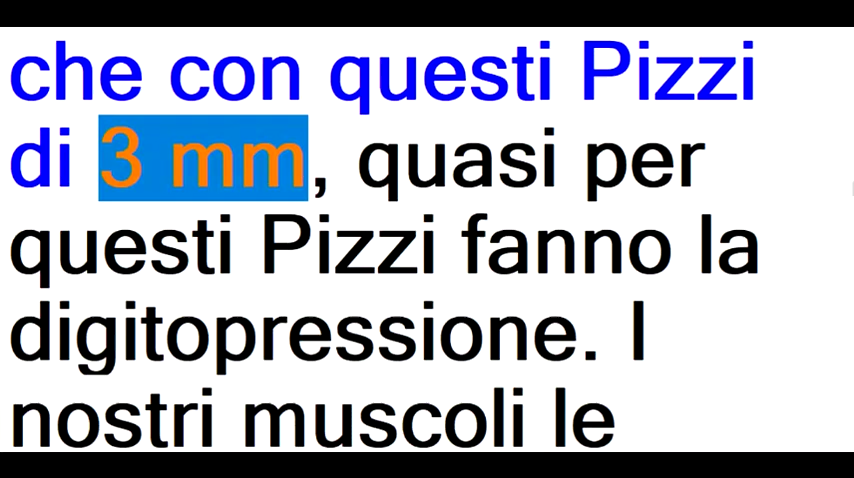 che con questi Pizzi
di 3 mm, quasi per
questi Pizzi fanno la
digitopressione. I
nostri muscoli le